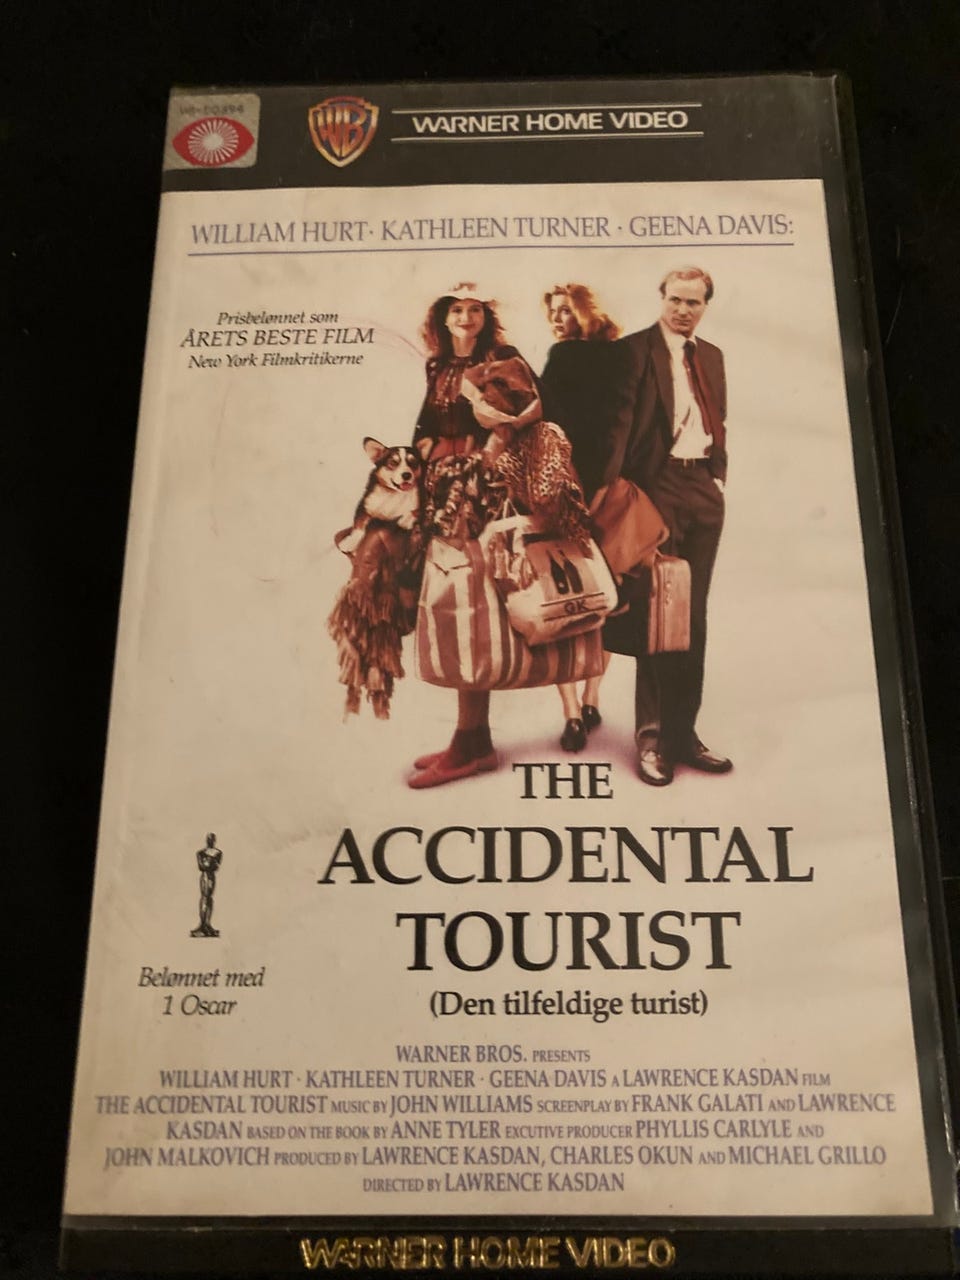 WB
WARNER HOME VIDEO
WILLIAM HURT · KATHLEEN TURNER · GEENA DAVIS:
Prisbelønnet som
ÅRETS BESTE FILM
New York Filmkritikerne
GK
THE
ACCIDENTAL
TOURIST
(Den tilfeldige turist)
Belønnet med
1 Oscar
WARNER BROS. PRESENTS
WILLIAM HURT · KATHLEEN TURNER · GEENA DAVIS A LAWRENCE KASDAN FILM
THE ACCIDENTAL TOURIST MUSIC BY JOHN WILLIAMS SCREENPLAY BY FRANK GALATI AND LAWRENCE
KASDAN BASED ON THE BOOK BY ANNE TYLER EXCUTIVE PRODUCER PHYLLIS CARLYLE AND
JOHN MALKOVICH PRODUCED BY LAWRENCE KASDAN, CHARLES OKUN AND MICHAEL GRILLO
DIRECTED BY LAWRENCE KASDAN
WARNER HOME VIDEO